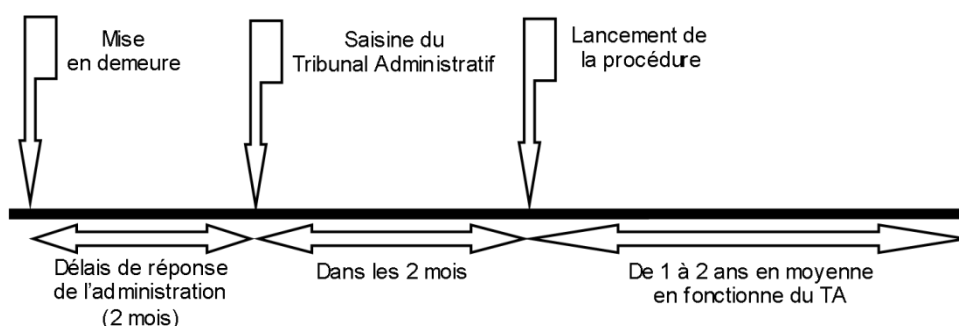 Mise
en demeure
Saisine du
Tribunal Administratif
Lancement de
la procédure
Délais de réponse
de l'administration
(2 mois)
Dans les 2 mois
De 1 à 2 ans en moyenne
en fonctionne du TA